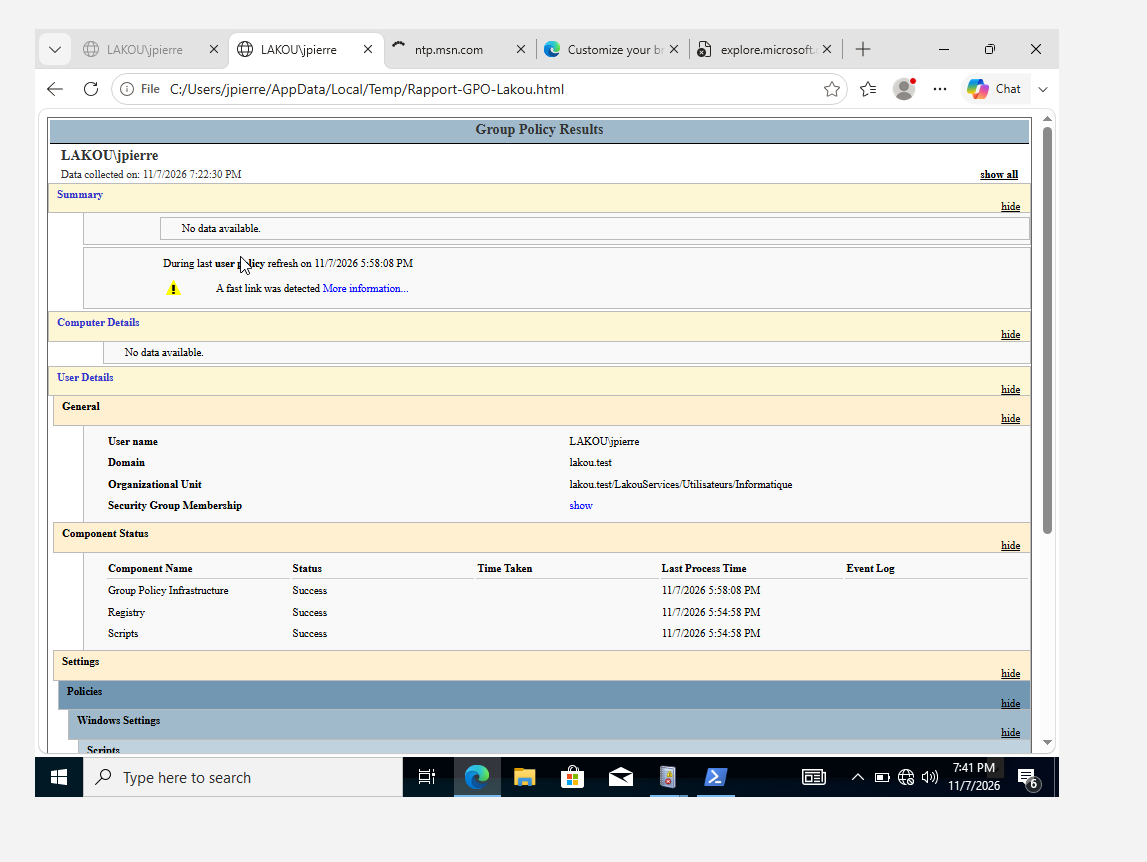 LAKOU\jpierre
LAKOU\jpierre
ntp.msn.com
Customize your br
explore.microsoft.
File C:/Users/jpierre/AppData/Local/Temp/Rapport-GPO-Lakou.html
Chat
Group Policy Results
LAKOU\jpierre
Data collected on: 11/7/2026 7:22:30 PM
show all
Summary
hide
No data available.
During last user policy refresh on 11/7/2026 5:58:08 PM
A fast link was detected More information...
Computer Details
hide
No data available.
User Details
hide
General
hide
User name LAKOU\jpierre
Domain lakou.test
Organizational Unit lakou.test/LakouServices/Utilisateurs/Informatique
Security Group Membership show
Component Status
hide
Component Name Status Time Taken Last Process Time Event Log
Group Policy Infrastructure Success 11/7/2026 5:58:08 PM
Registry Success 11/7/2026 5:54:58 PM
Scripts Success 11/7/2026 5:54:58 PM
Settings
hide
Policies
hide
Windows Settings
hide
Scripts
Type here to search
7:41 PM
11/7/2026
6